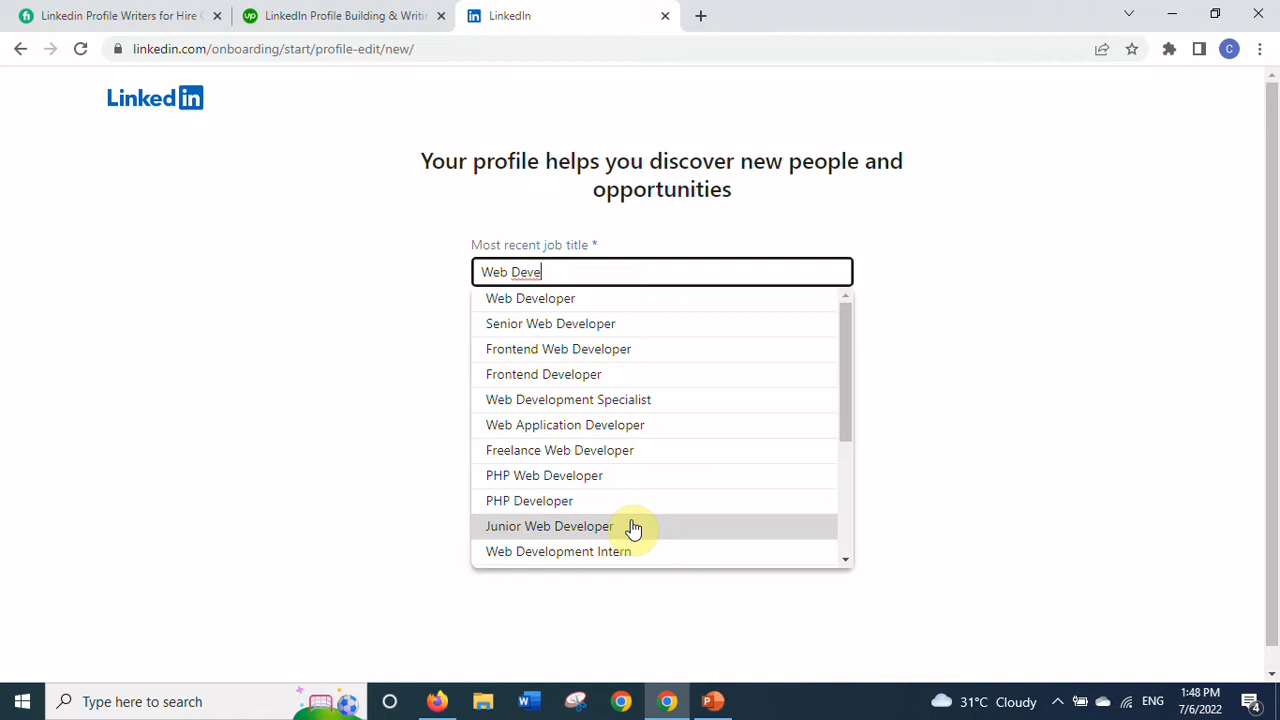 Linkedin Profile Writers for Hire
LinkedIn Profile Building & Writi
LinkedIn
linkedin.com/onboarding/start/profile-edit/new/
C
Linked in
Your profile helps you discover new people and
opportunities
Most recent job title *
Web Deve
Web Developer
Senior Web Developer
Frontend Web Developer
Frontend Developer
Web Development Specialist
Web Application Developer
Freelance Web Developer
PHP Web Developer
PHP Developer
Junior Web Developer
Web Development Intern
Type here to search
31°C Cloudy
ENG
1:48 PM
7/6/2022
4